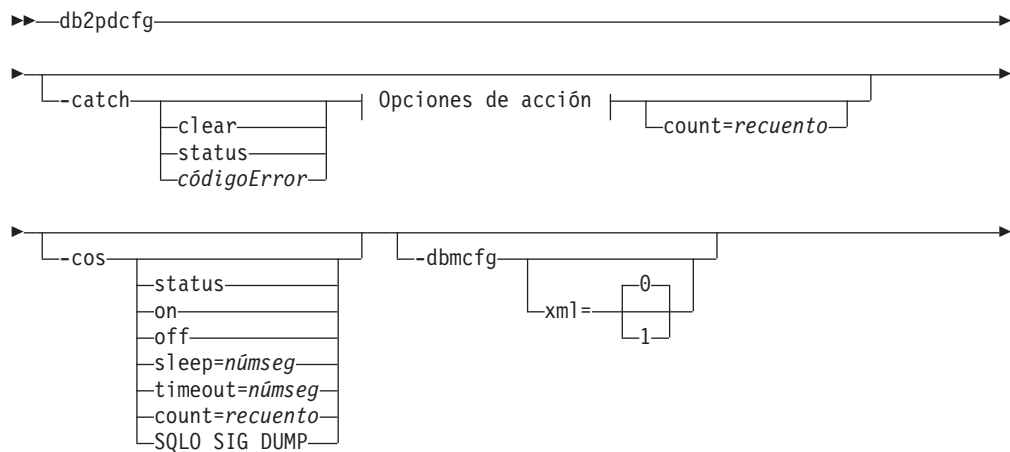 db2pdcfg
-catch
clear
status
códigoError
Opciones de acción
count=recuento
-cos
status
on
off
sleep=númseg
timeout=númseg
count=recuento
SQLO SIG DUMP
-dbmcfg
xml=
0
1